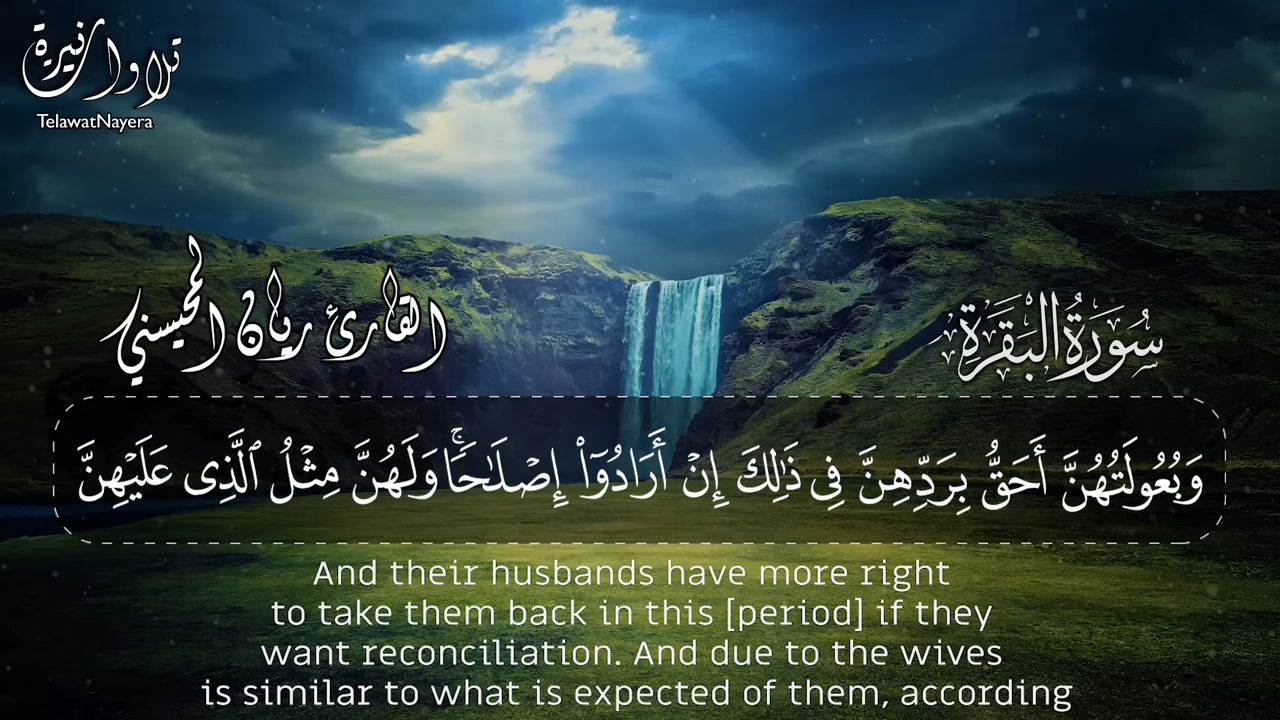 تلاوات نيرة
TelawatNayera
سُورَةُ البَقَرَةِ
القارئ ريان المحيسني
وَبُعُولَتُهُنَّ أَحَقُّ بِرَدِّهِنَّ فِى ذَٰلِكَ إِنْ أَرَادُوٓا۟ إِصْلَـٰحًا ۚ وَلَهُنَّ مِثْلُ ٱلَّذِى عَلَيْهِنَّ
And their husbands have more right
to take them back in this [period] if they
want reconciliation. And due to the wives
is similar to what is expected of them, according